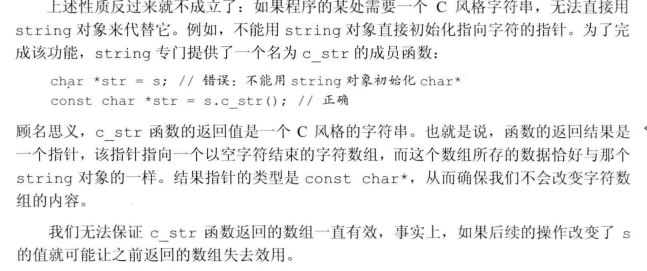 上述性质反过来就不成立了：如果程序的某处需要一个 C 风格字符串，无法直接用
string 对象来代替它。例如，不能用 string 对象直接初始化指向字符的指针。为了完
成该功能，string 专门提供了一个名为 c_str 的成员函数：
char *str = s; // 错误：不能用 string 对象初始化 char*
const char *str = s.c_str(); // 正确
顾名思义，c_str 函数的返回值是一个 C 风格的字符串。也就是说，函数的返回结果是
一个指针，该指针指向一个以空字符结束的字符数组，而这个数组所存的数据恰好与那个
string 对象的一样。结果指针的类型是 const char*，从而确保我们不会改变字符数
组的内容。
我们无法保证 c_str 函数返回的数组一直有效，事实上，如果后续的操作改变了 s
的值就可能让之前返回的数组失去效用。